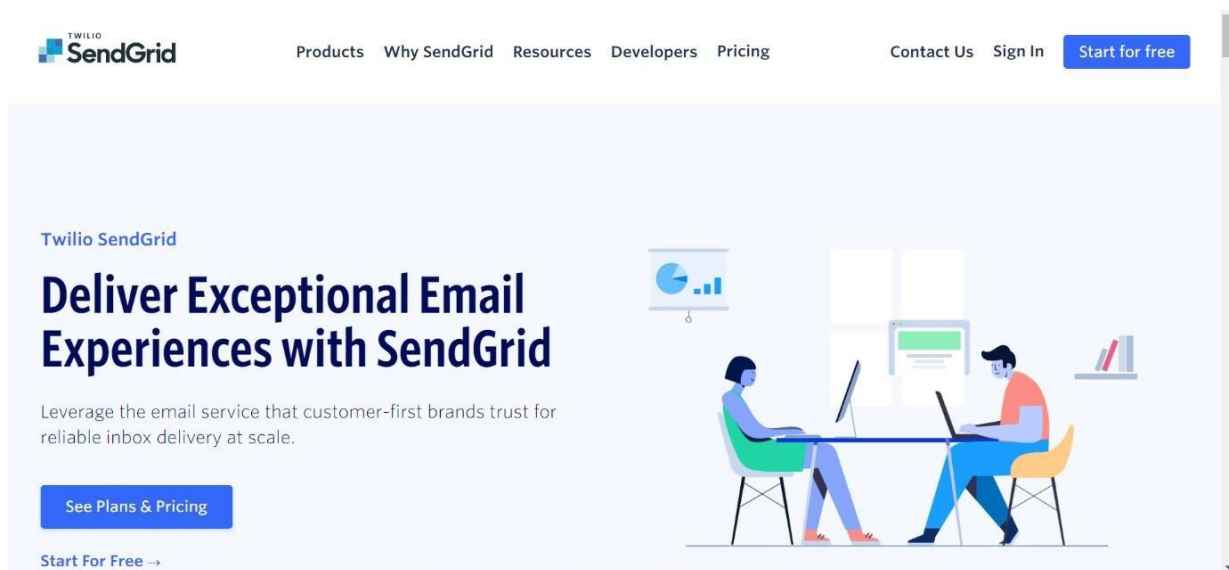 TWILIO
SendGrid
Products Why SendGrid Resources Developers Pricing
Contact Us Sign In Start for free
Twilio SendGrid
Deliver Exceptional Email
Experiences with SendGrid
Leverage the email service that customer-first brands trust for
reliable inbox delivery at scale.
See Plans & Pricing
Start For Free →